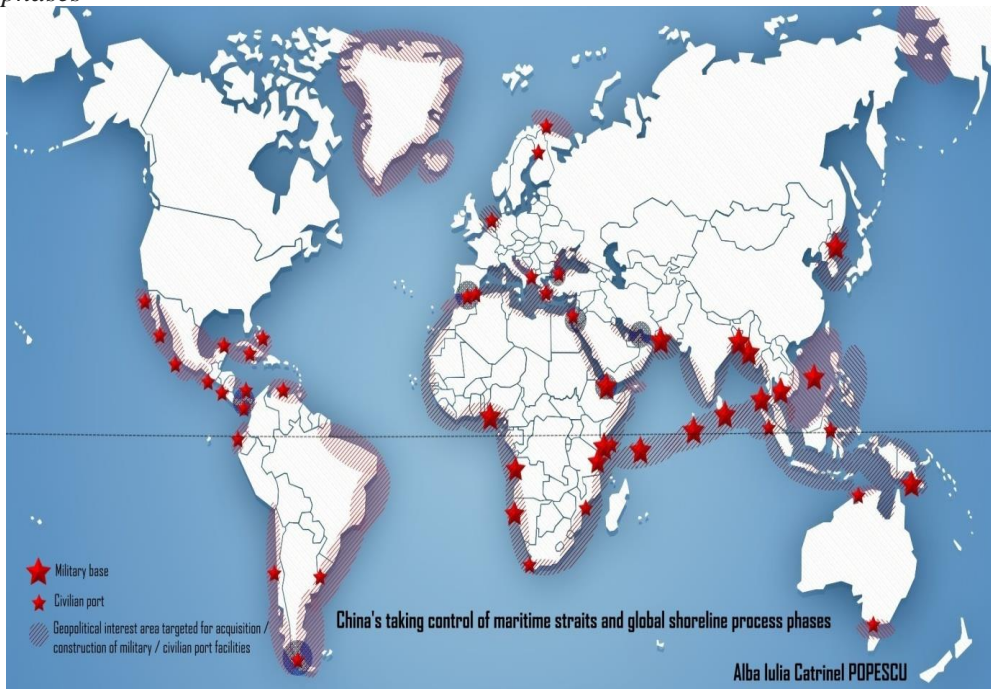 phases
Military base
Civilian port
Geopolitical interest area targeted for acquisition /
construction of military / civilian port facilities
China's taking control of maritime straits and global shoreline process phases
Alba Iulia Catrinel POPESCU